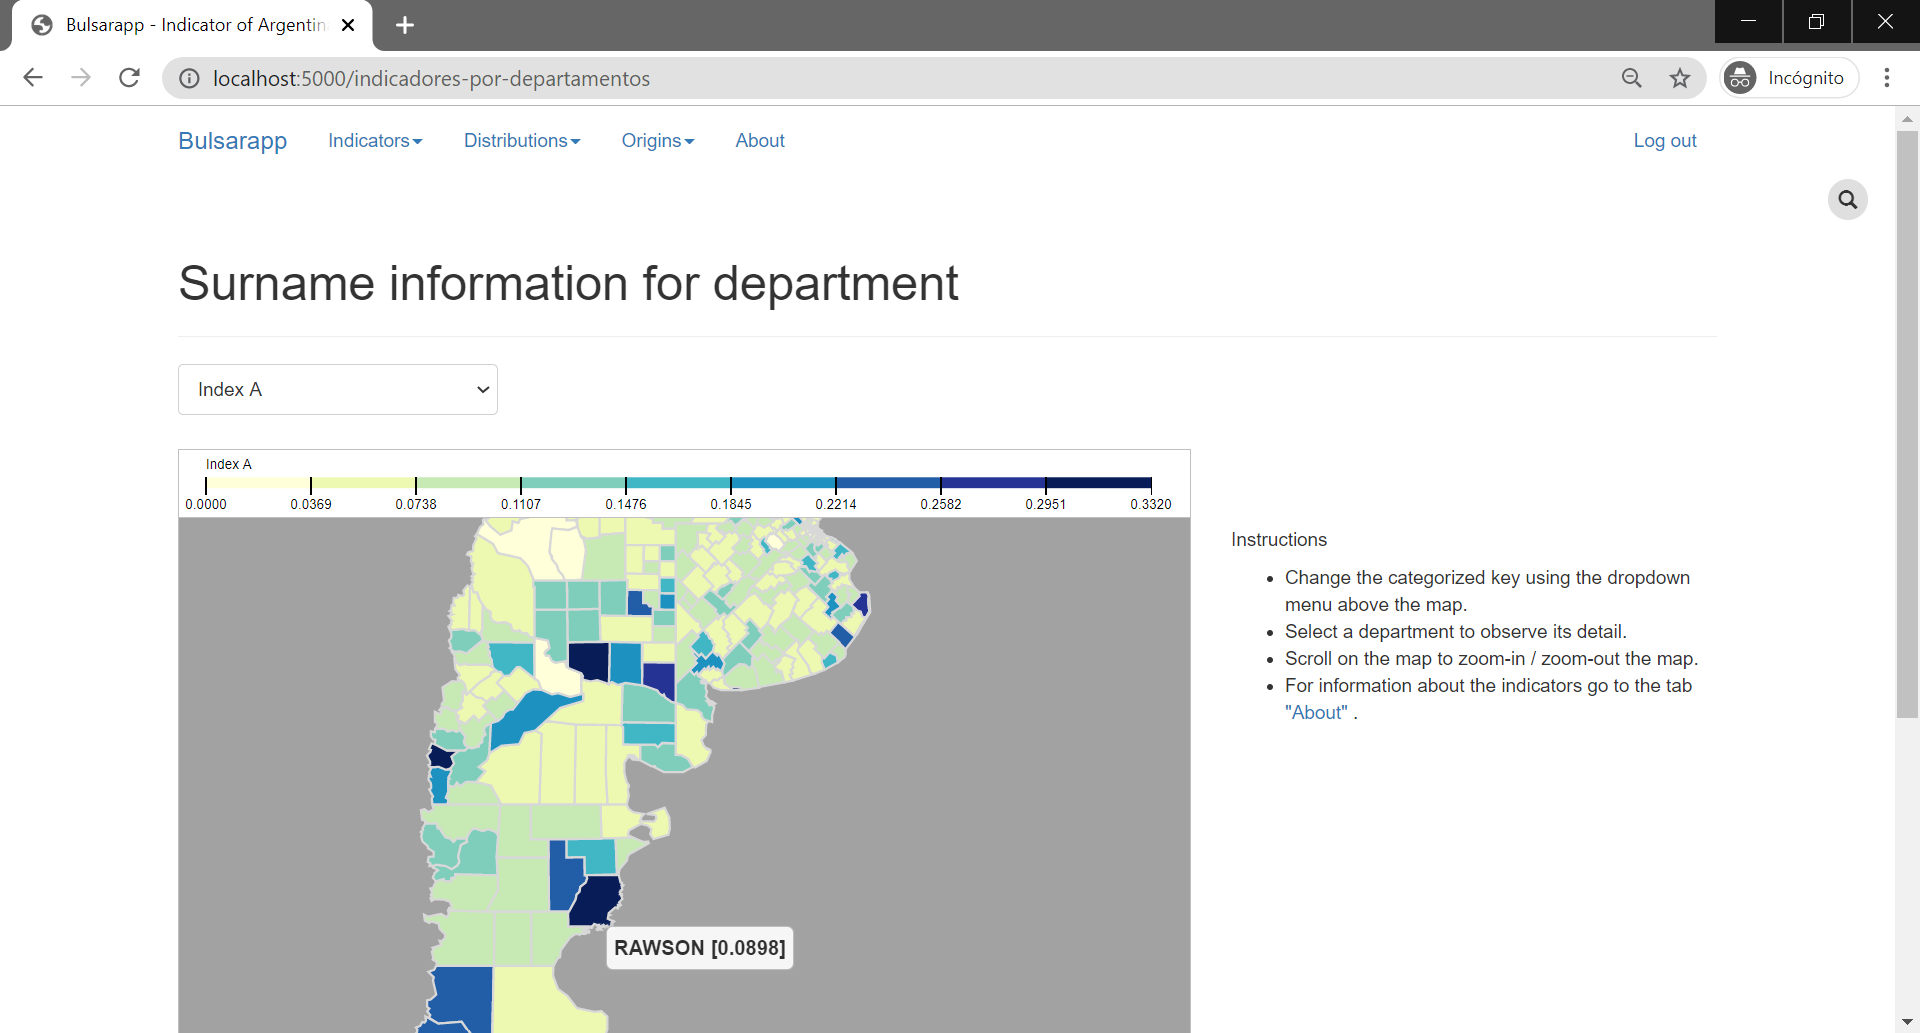 Bulsarapp - Indicator of Argentin
localhost:5000/indicadores-por-departamentos
Incógnito
Bulsarapp Indicators Distributions Origins About Log out
Surname information for department
Index A
Index A
0.0000 0.0369 0.0738 0.1107 0.1476 0.1845 0.2214 0.2582 0.2951 0.3320
RAWSON [0.0898]
Instructions
Change the categorized key using the dropdown
menu above the map.
Select a department to observe its detail.
Scroll on the map to zoom-in / zoom-out the map.
For information about the indicators go to the tab
"About" .